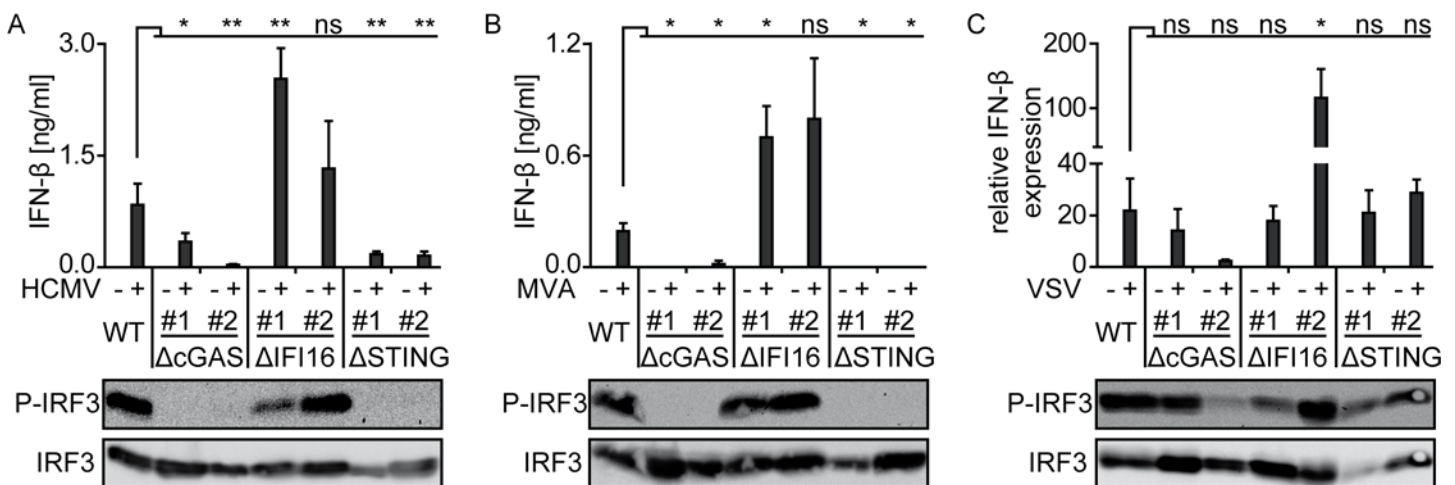 A
* ** ** ns ** **
3.0
1.5
0.0
IFN-β [ng/ml]
HCMV - + - + - + - + - + - + - +
WT #1 #2 #1 #2 #1 #2
ΔcGAS ΔIFI16 ΔSTING
P-IRF3
IRF3
B
* * * ns * *
1.2
0.6
0.0
IFN-β [ng/ml]
MVA - + - + - + - + - + - + - +
WT #1 #2 #1 #2 #1 #2
ΔcGAS ΔIFI16 ΔSTING
P-IRF3
IRF3
C
ns ns ns * ns ns
200
100
40
20
0
relative IFN-β
expression
VSV - + - + - + - + - + - + - +
WT #1 #2 #1 #2 #1 #2
ΔcGAS ΔIFI16 ΔSTING
P-IRF3
IRF3